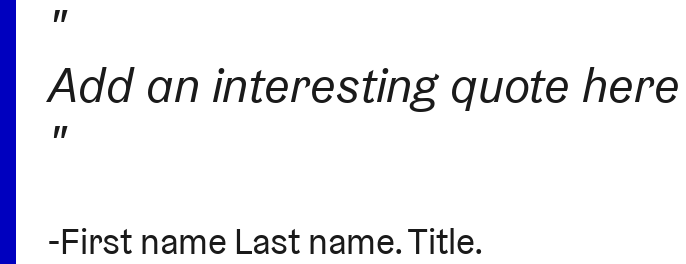 "
Add an interesting quote here
"
-First name Last name. Title.